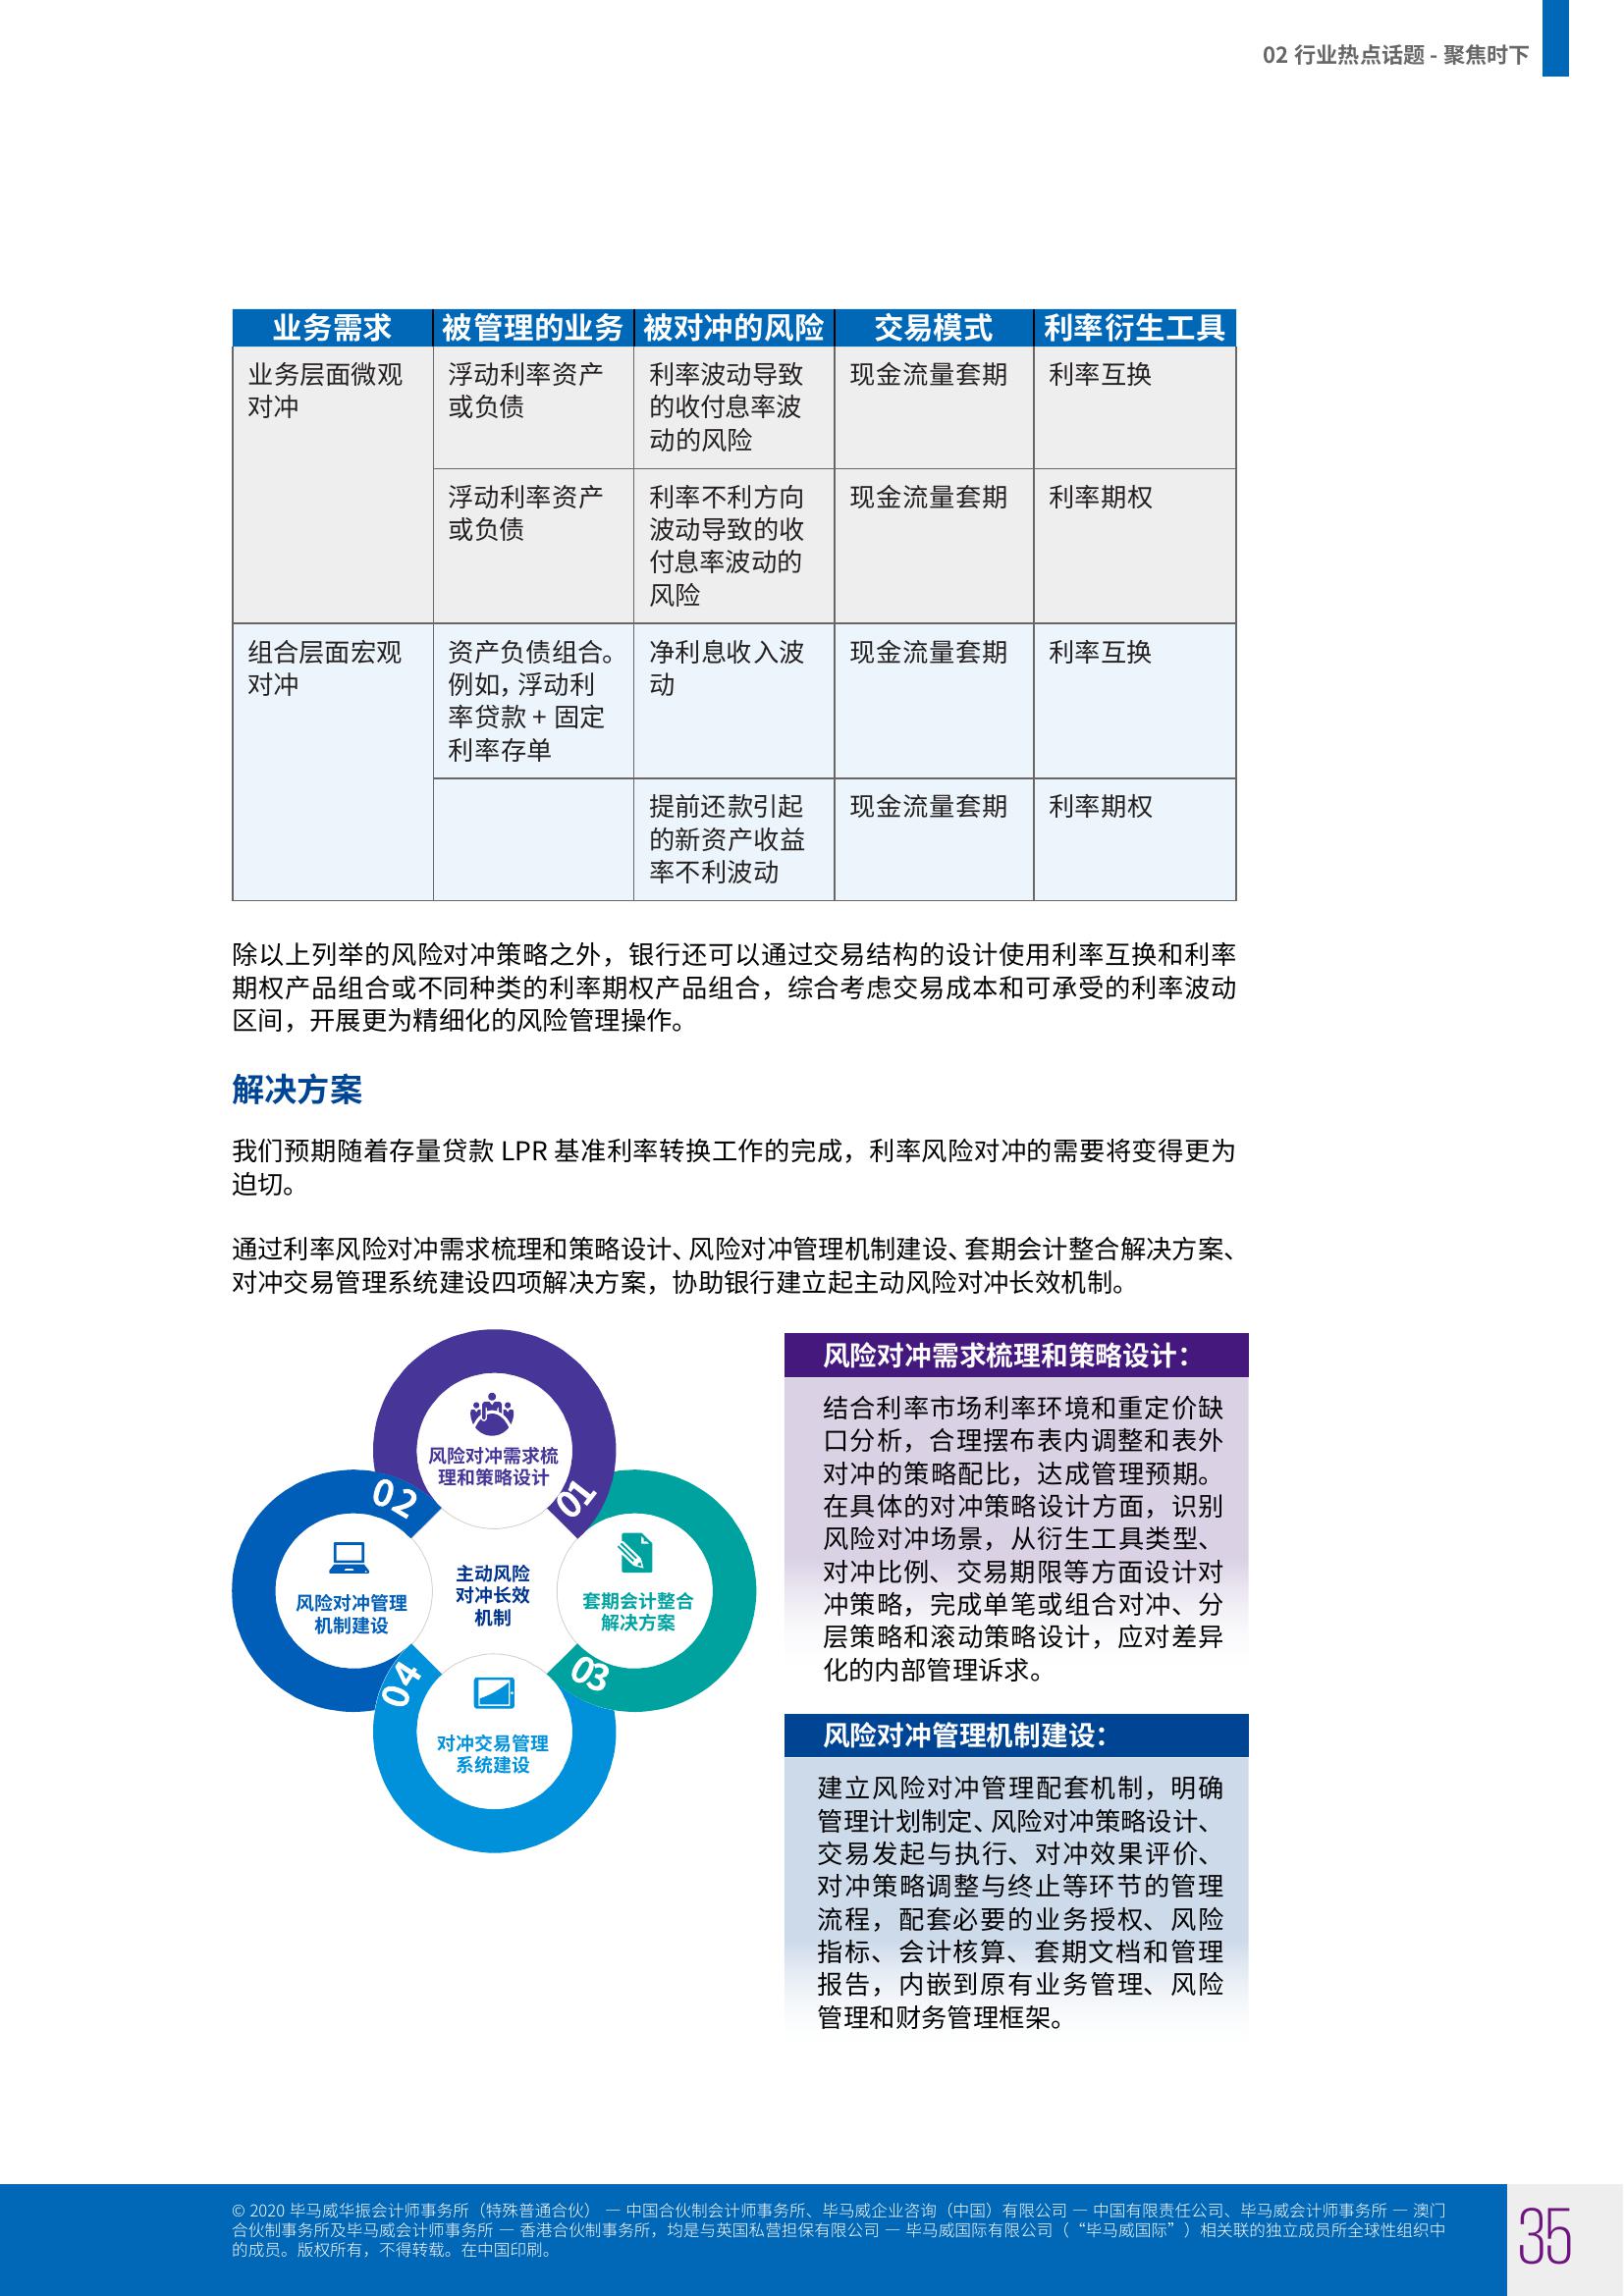 02 行业热点话题 - 聚焦时下
业务需求 被管理的业务 被对冲的风险 交易模式 利率衍生工具
业务层面微观
对冲
浮动利率资产
或负债
利率波动导致
的收付息率波
动的风险
现金流量套期
利率互换
浮动利率资产
或负债
利率不利方向
波动导致的收
付息率波动的
风险
现金流量套期
利率期权
组合层面宏观
对冲
资产负债组合。
例如，浮动利
率贷款 + 固定
利率存单
净利息收入波
动
现金流量套期
利率互换
提前还款引起
的新资产收益
率不利波动
现金流量套期
利率期权
除以上列举的风险对冲策略之外，银行还可以通过交易结构的设计使用利率互换和利率
期权产品组合或不同种类的利率期权产品组合，综合考虑交易成本和可承受的利率波动
区间，开展更为精细化的风险管理操作。
解决方案
我们预期随着存量贷款 LPR 基准利率转换工作的完成，利率风险对冲的需要将变得更为
迫切。
通过利率风险对冲需求梳理和策略设计、风险对冲管理机制建设、套期会计整合解决方案、
对冲交易管理系统建设四项解决方案，协助银行建立起主动风险对冲长效机制。
风险对冲需求梳
理和策略设计
01
02
风险对冲管理
机制建设
主动风险
对冲长效
机制
套期会计整合
解决方案
03
04
对冲交易管理
系统建设
风险对冲需求梳理和策略设计：
结合利率市场利率环境和重定价缺
口分析，合理摆布表内调整和表外
对冲的策略配比，达成管理预期。
在具体的对冲策略设计方面，识别
风险对冲场景，从衍生工具类型、
对冲比例、交易期限等方面设计对
冲策略，完成单笔或组合对冲、分
层策略和滚动策略设计，应对差异
化的内部管理诉求。
风险对冲管理机制建设：
建立风险对冲管理配套机制，明确
管理计划制定、风险对冲策略设计、
交易发起与执行、对冲效果评价、
对冲策略调整与终止等环节的管理
流程，配套必要的业务授权、风险
指标、会计核算、套期文档和管理
报告，内嵌到原有业务管理、风险
管理和财务管理框架。
© 2020 毕马威华振会计师事务所（特殊普通合伙） — 中国合伙制会计师事务所、毕马威企业咨询（中国）有限公司 — 中国有限责任公司、毕马威会计师事务所 — 澳门
合伙制事务所及毕马威会计师事务所 — 香港合伙制事务所，均是与英国私营担保有限公司 — 毕马威国际有限公司（“毕马威国际”）相关联的独立成员所全球性组织中
的成员。版权所有，不得转载。在中国印刷。
35